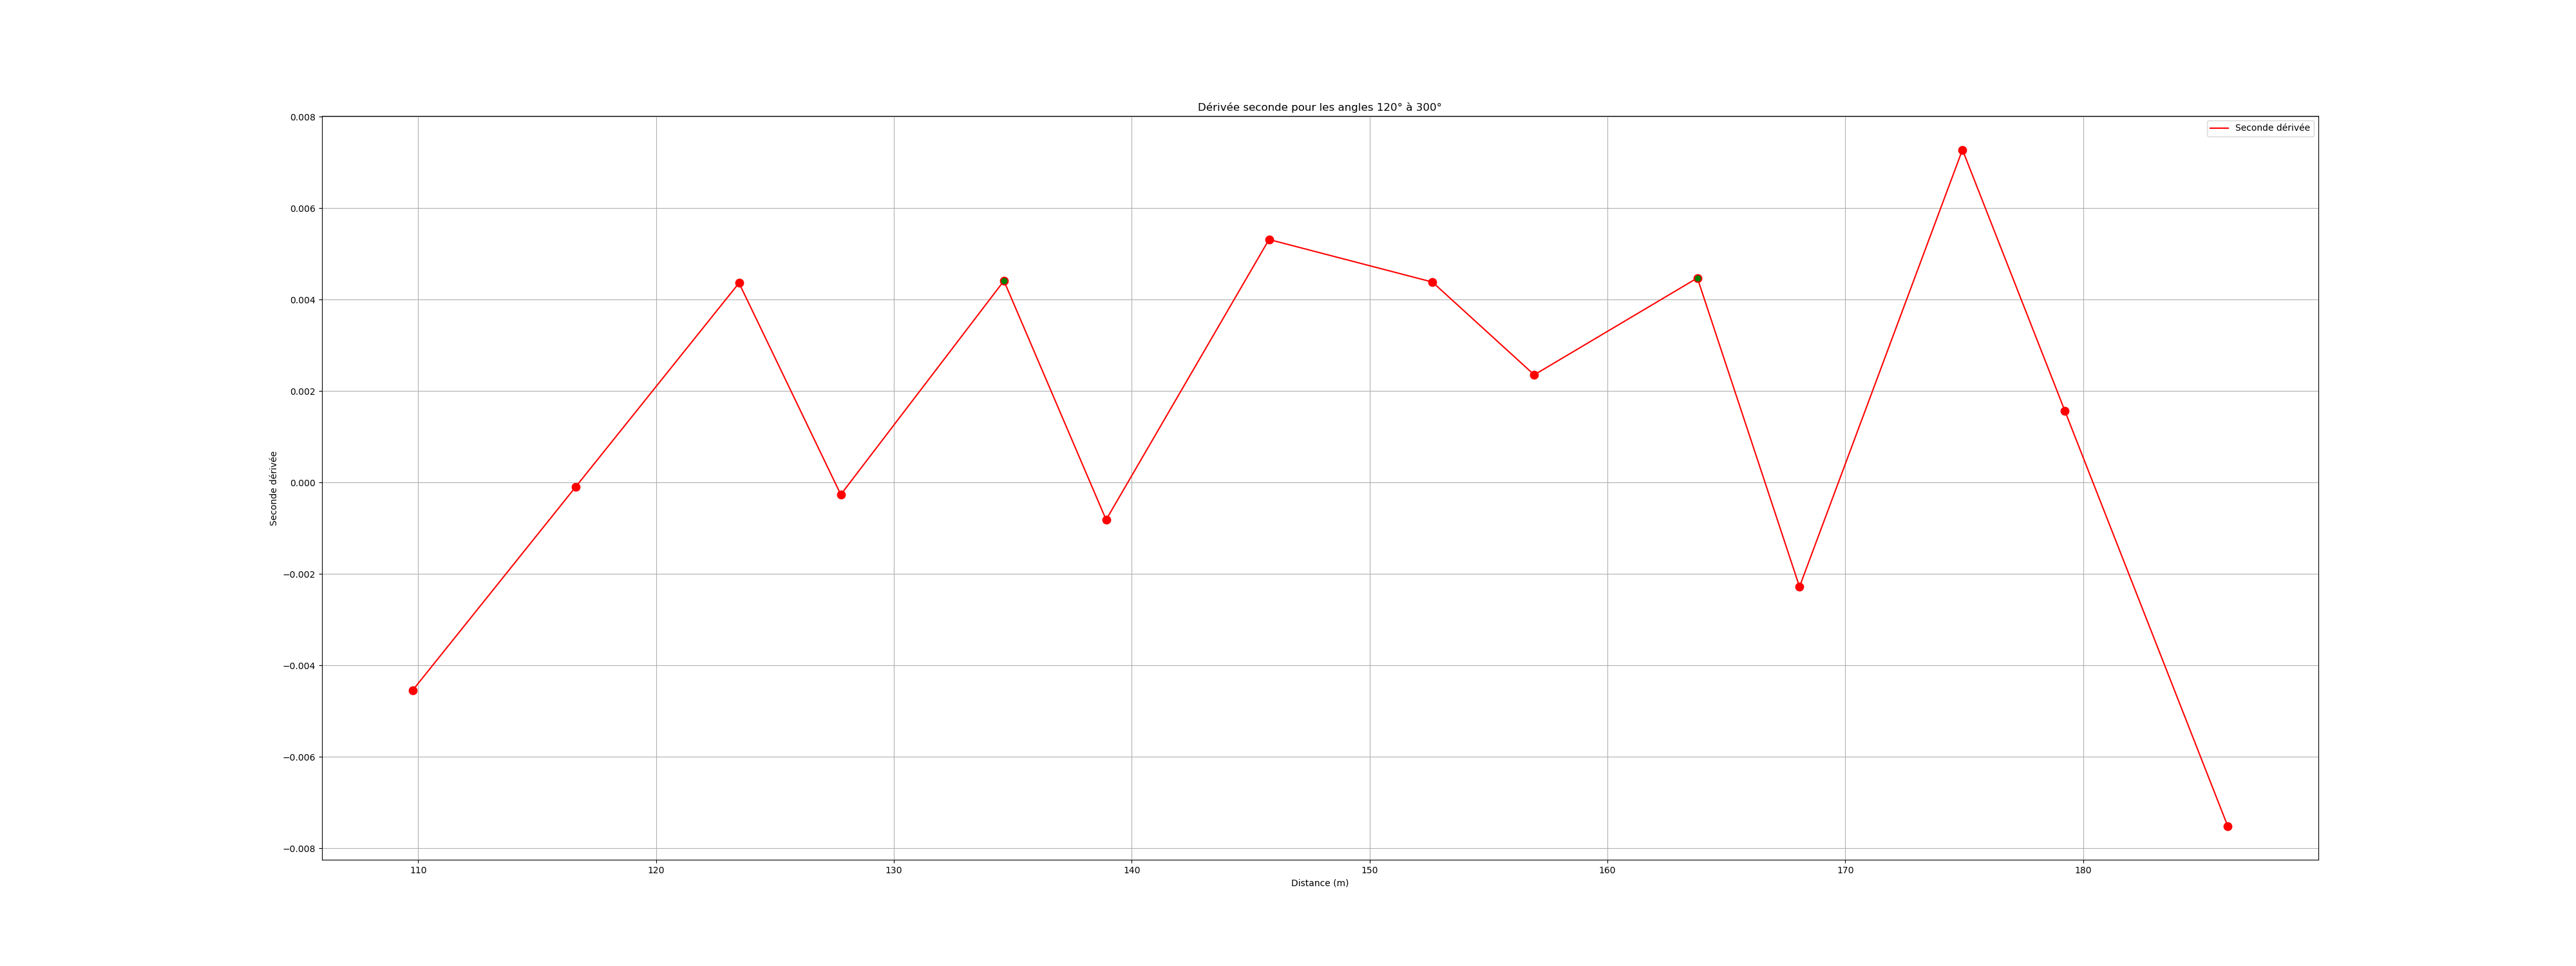 Dérivée seconde pour les angles 120° à 300°
Seconde dérivée
0.008
0.006
0.004
0.002
0.000
−0.002
−0.004
−0.006
−0.008
Seconde dérivée
110 120 130 140 150 160 170 180
Distance (m)